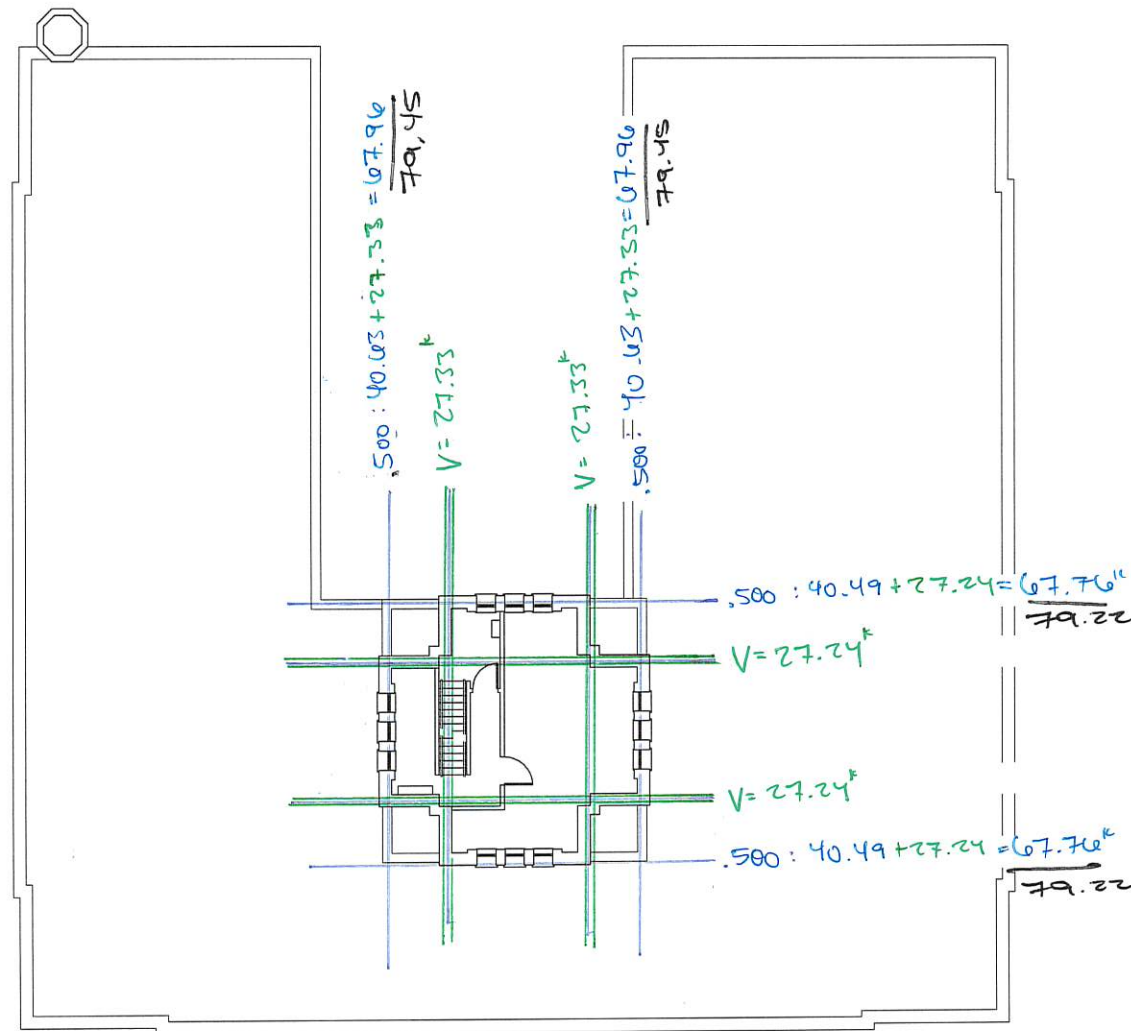 .500 : 40.63 + 27.33 = 67.96
79.45
V = 27.33ᵏ
V = 27.33ᵏ
.500 : 40.63 + 27.33 = 67.96
79.45
.500 : 40.49 + 27.24 = 67.76ᵏ
79.22
V = 27.24ᵏ
V = 27.24ᵏ
.500 : 40.49 + 27.24 = 67.76ᵏ
79.22